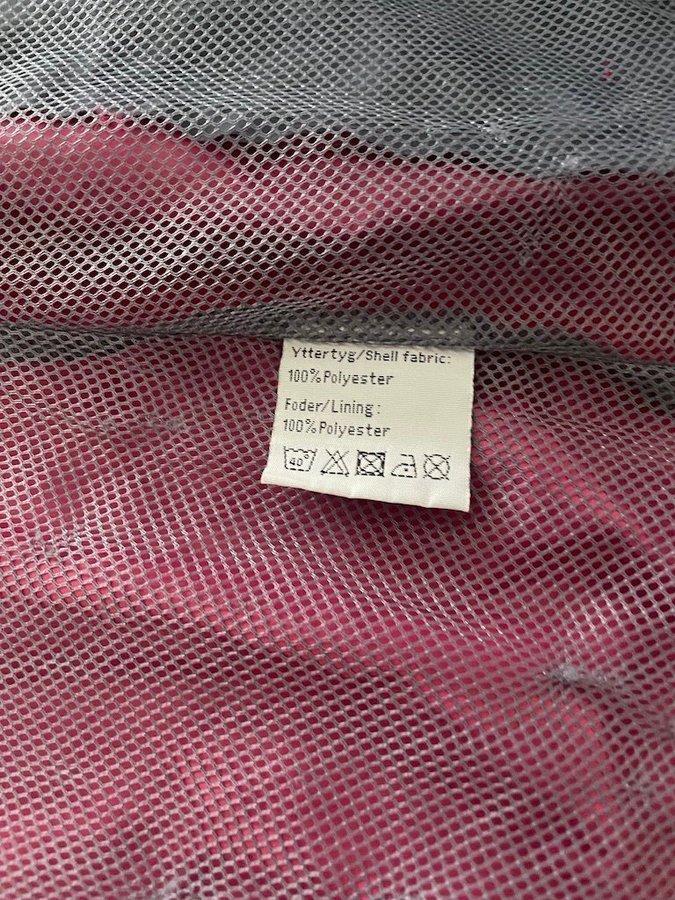 Yttertyg/Shell fabric:
100%Polyester
Foder/Lining:
100%Polyester
40°